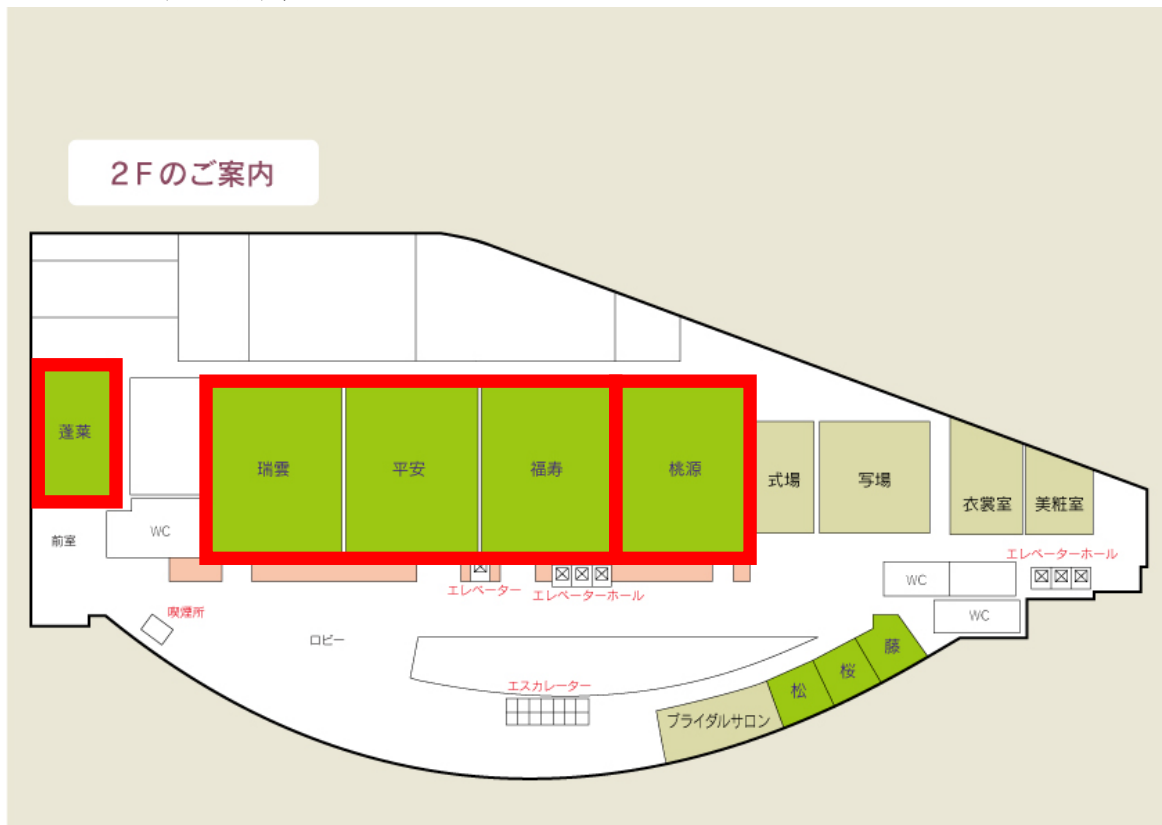 2Fのご案内
蓬菜
瑞雲
平安
福寿
桃源
式場
写場
衣裳室
美粧室
前室
WC
エレベーター
エレベーターホール
エレベーターホール
喫煙所
ロビー
WC
WC
藤
桜
松
エスカレーター
ブライダルサロン